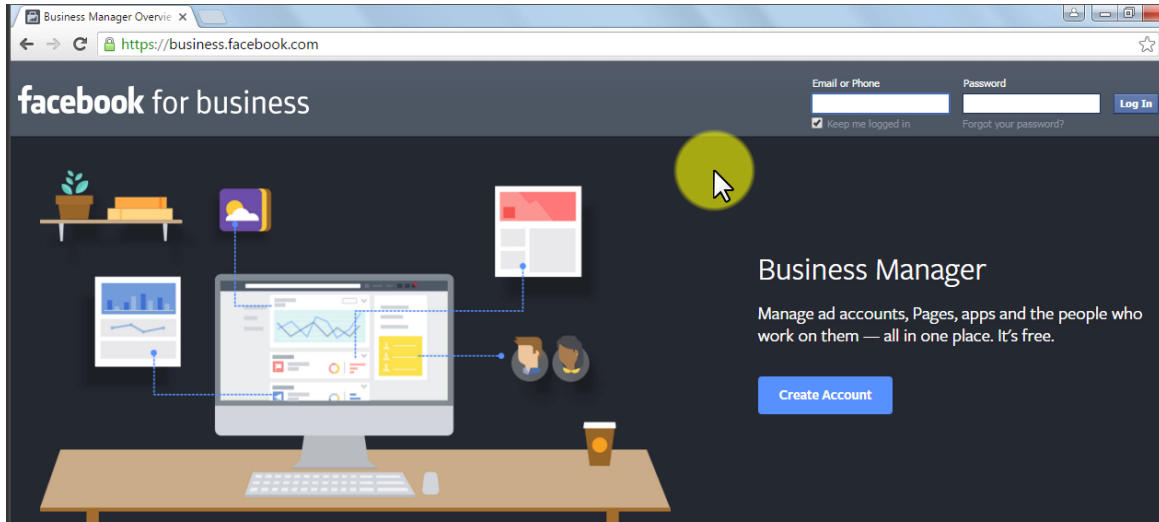 Business Manager Overvie
https://business.facebook.com
facebook for business
Email or Phone
Password
Log In
Keep me logged in
Forgot your password?
Business Manager
Manage ad accounts, Pages, apps and the people who
work on them — all in one place. It's free.
Create Account